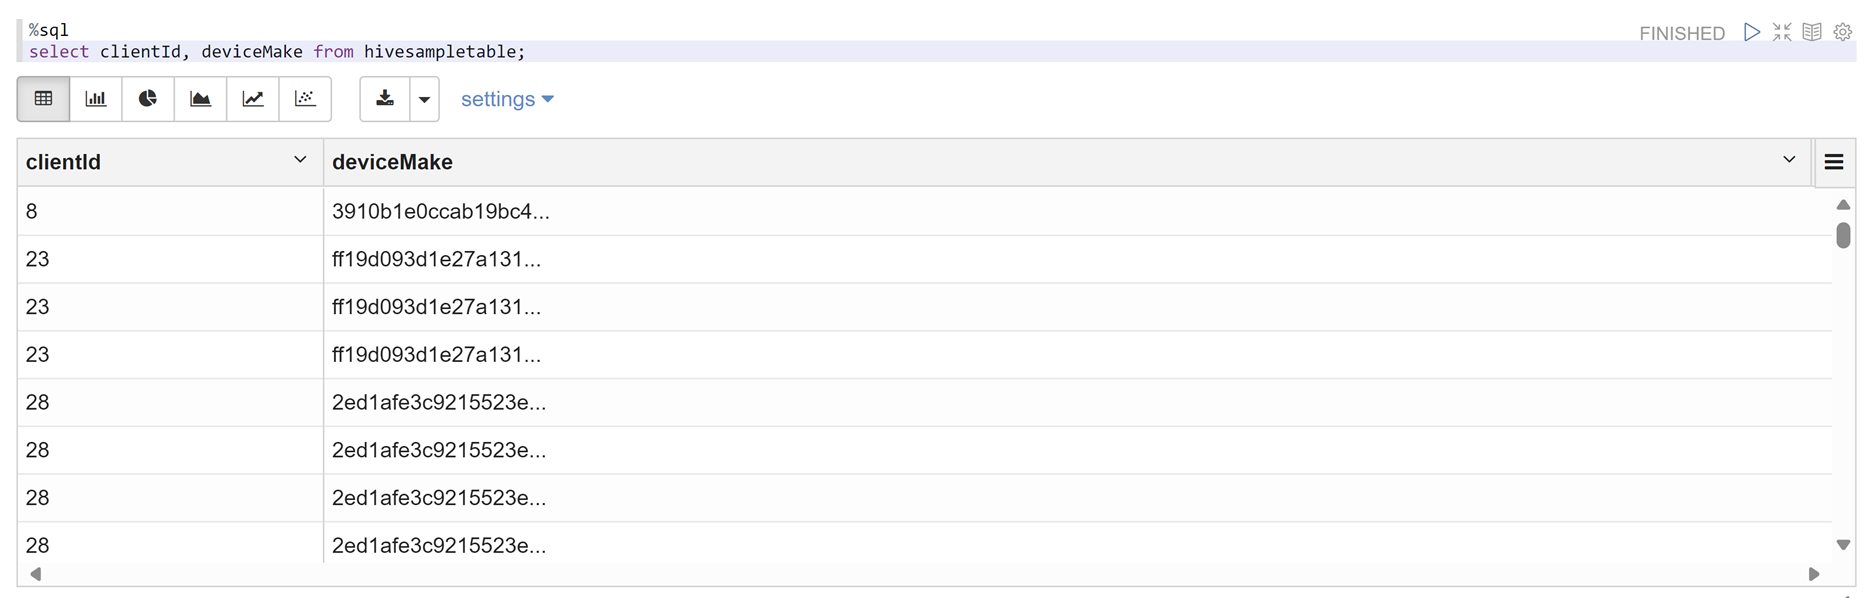 %sql
FINISHED
select clientId, deviceMake from hivesampletable;
settings
clientId deviceMake
8 3910b1e0ccab19bc4...
23 ff19d093d1e27a131...
23 ff19d093d1e27a131...
23 ff19d093d1e27a131...
28 2ed1afe3c9215523e...
28 2ed1afe3c9215523e...
28 2ed1afe3c9215523e...
28 2ed1afe3c9215523e...